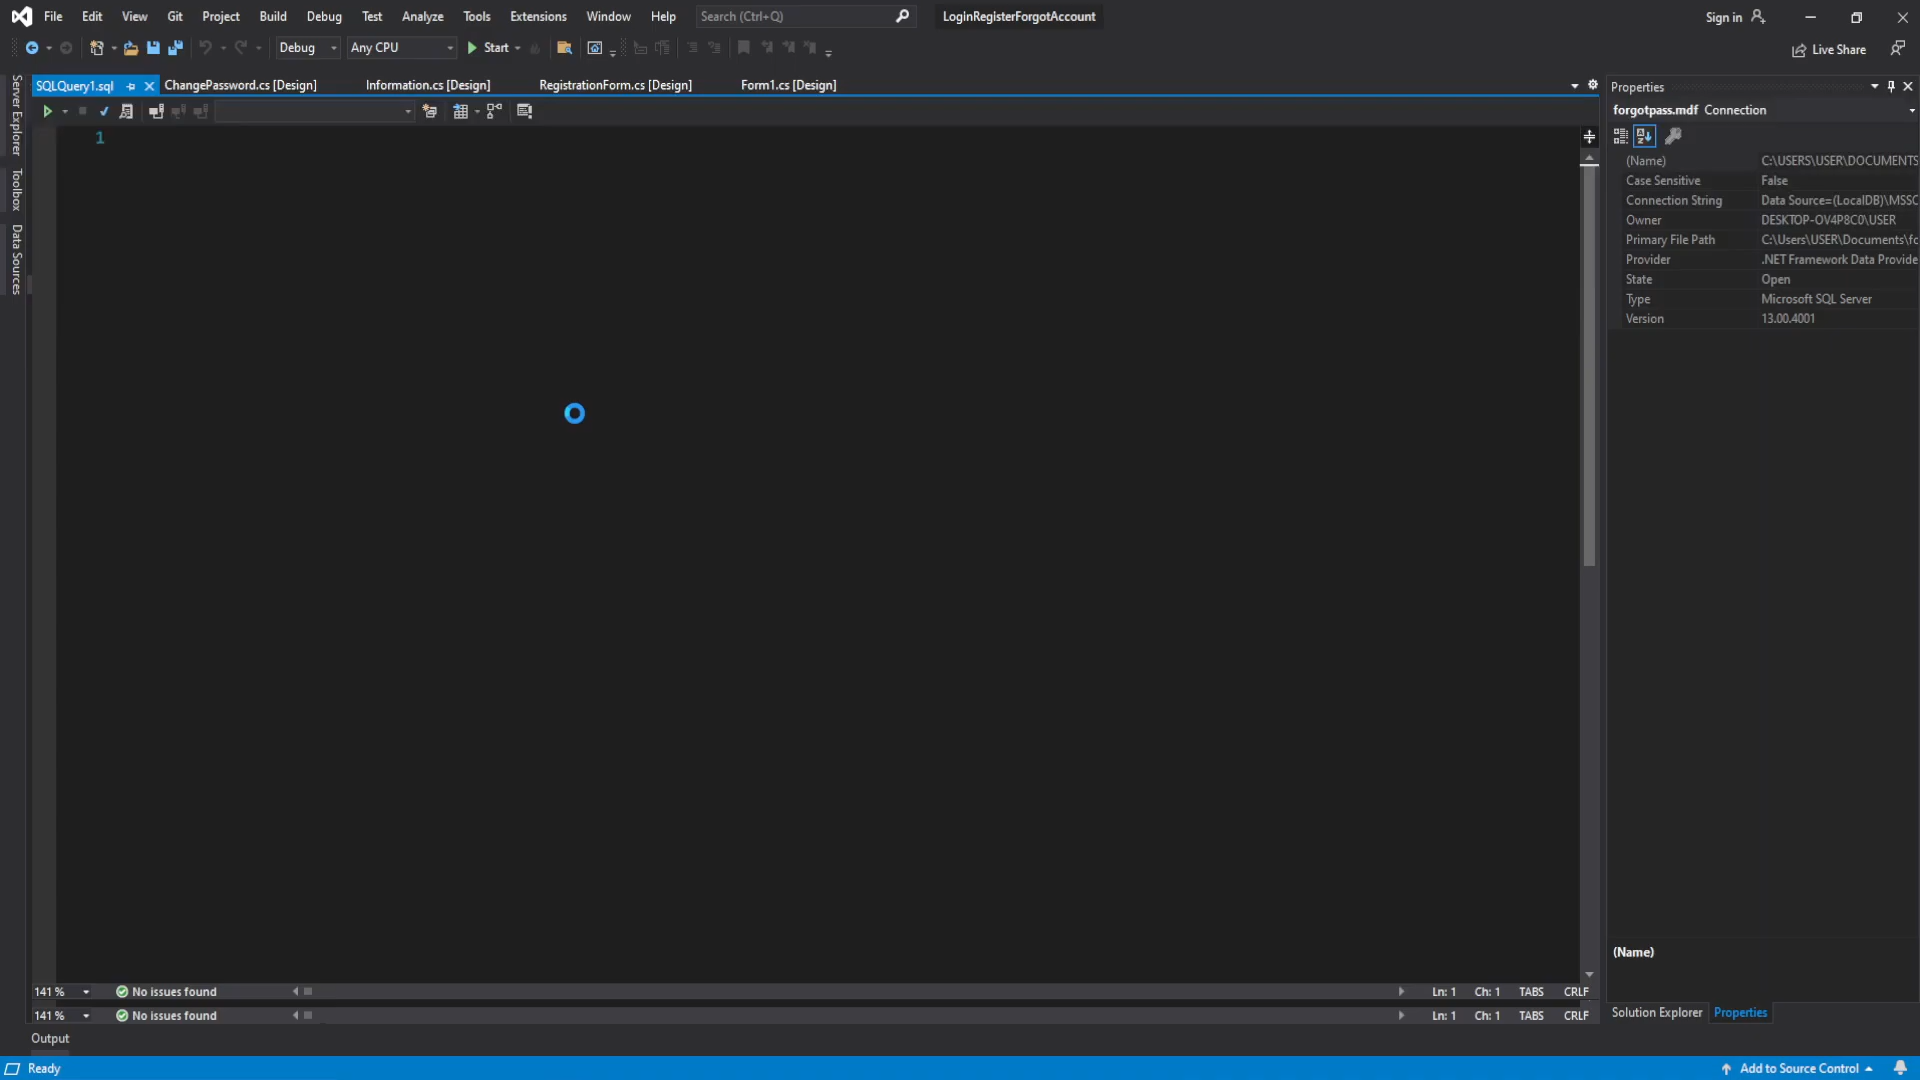 File Edit View Git Project Build Debug Test Analyze Tools Extensions Window Help Search (Ctrl+Q) LoginRegisterForgotAccount Sign in
Debug Any CPU Start Live Share
SQLQuery1.sql ChangePassword.cs [Design] Information.cs [Design] RegistrationForm.cs [Design] Form1.cs [Design]
Server Explorer
Toolbox
Data Sources
1
Properties
forgotpass.mdf Connection
(Name) C:\USERS\USER\DOCUMENTS
Case Sensitive False
Connection String Data Source=(LocalDB)\MSSC
Owner DESKTOP-OV4P8C0\USER
Primary File Path C:\Users\USER\Documents\fc
Provider .NET Framework Data Provide
State Open
Type Microsoft SQL Server
Version 13.00.4001
(Name)
141 % No issues found Ln: 1 Ch: 1 TABS CRLF
141 % No issues found Ln: 1 Ch: 1 TABS CRLF
Solution Explorer Properties
Output
Ready Add to Source Control